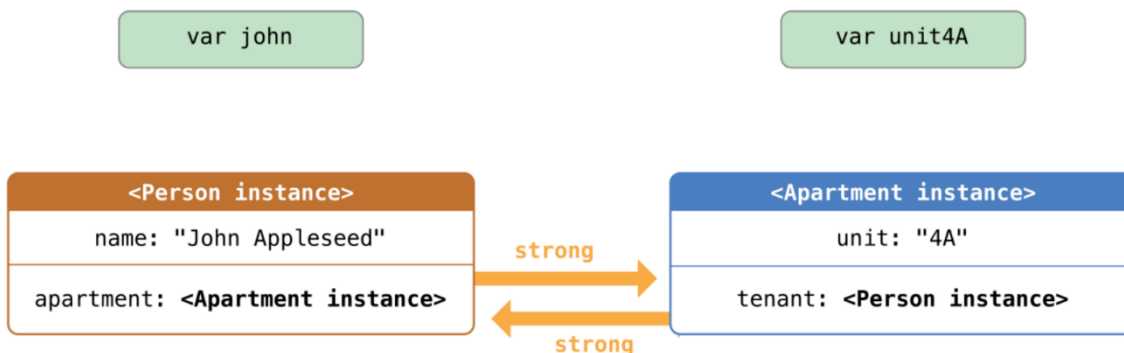 var john
var unit4A
<Person instance>
<Apartment instance>
name: "John Appleseed"
unit: "4A"
strong
apartment: <Apartment instance>
tenant: <Person instance>
strong